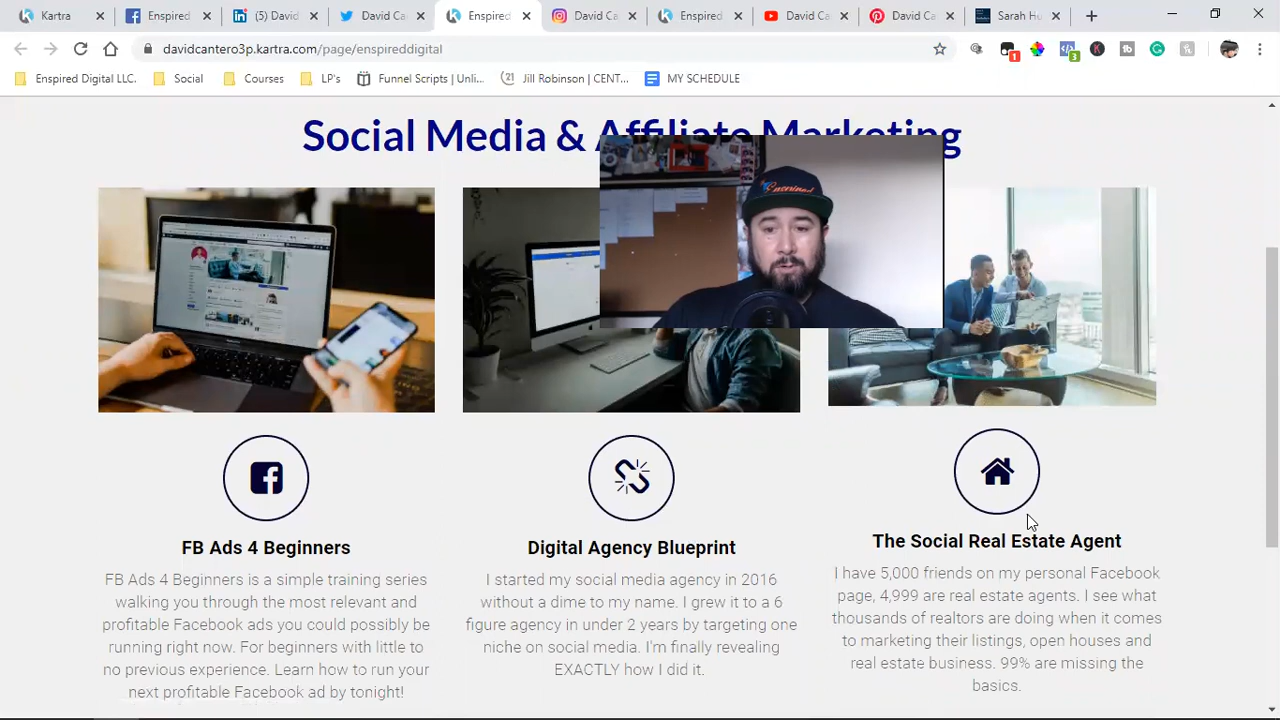 Kartra
Enspired
(5)
David Ca
Enspired
David C
Enspired
David C
David Ca
Sarah H
davidcantero3p.kartra.com/page/enspireddigital
1
3
Enspired Digital LLC.
Social
Courses
LP's
Funnel Scripts | Unli...
21
Jill Robinson | CENT...
MY SCHEDULE
Social Media & Affiliate Marketing
FB Ads 4 Beginners
FB Ads 4 Beginners is a simple training series
walking you through the most relevant and
profitable Facebook ads you could possibly be
running right now. For beginners with little to
no previous experience. Learn how to run your
next profitable Facebook ad by tonight!
Digital Agency Blueprint
I started my social media agency in 2016
without a dime to my name. I grew it to a 6
figure agency in under 2 years by targeting one
niche on social media. I'm finally revealing
EXACTLY how I did it.
The Social Real Estate Agent
I have 5,000 friends on my personal Facebook
page, 4,999 are real estate agents. I see what
thousands of realtors are doing when it comes
to marketing their listings, open houses and
real estate business. 99% are missing the
basics.